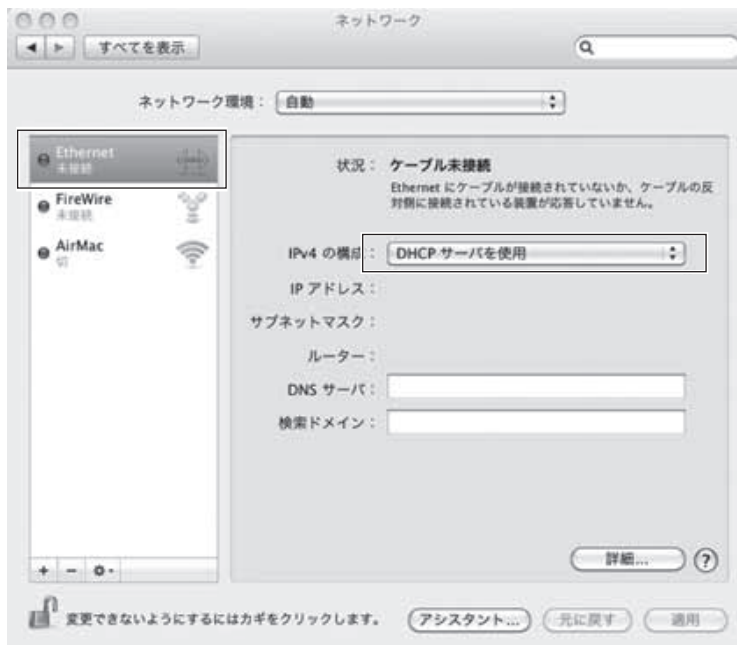 ネットワーク
すべてを表示
ネットワーク環境： 自動
Ethernet
未接続
FireWire
未接続
AirMac
切
状況： ケーブル未接続
Ethernet にケーブルが接続されていないか、ケーブルの反
対側に接続されている装置が応答していません。
IPv4 の構成： DHCP サーバを使用
IP アドレス：
サブネットマスク：
ルーター：
DNS サーバ：
検索ドメイン：
詳細... ?
+ -
変更できないようにするにはカギをクリックします。 アシスタント... 元に戻す 適用